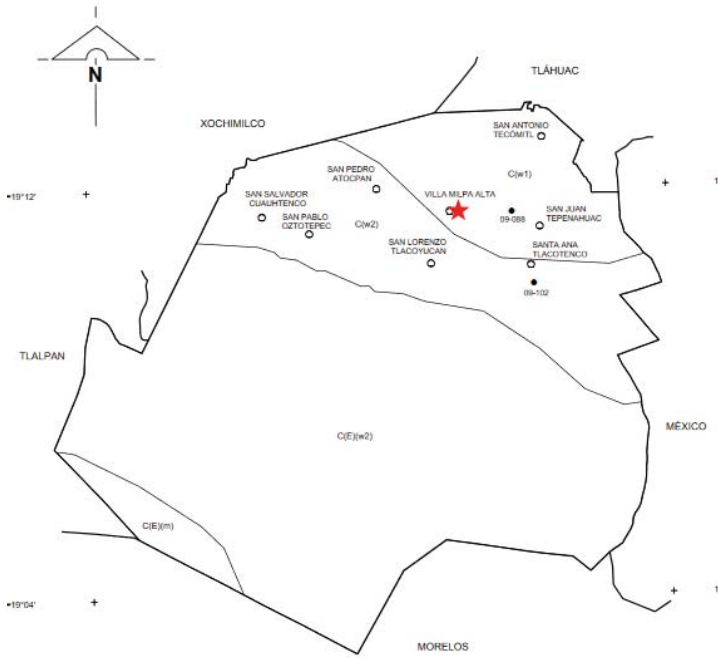 N
TLÁHUAC
XOCHIMILCO
SAN ANTONIO
TECÓMITL
SAN PEDRO
ATOCPAN
C(w1)
19°12'
1
VILLA MILPA ALTA
SAN SALVADOR
CUAUHTENCO
SAN PABLO
OZTOTEPEC
C(w2)
09-088
SAN JUAN
TEPENAHUAC
SAN LORENZO
TLACOYUCAN
SANTA ANA
TLACOTENCO
09-102
TLALPAN
MÉXICO
C(E)(w2)
C(E)(m)
19°04'
1
MORELOS